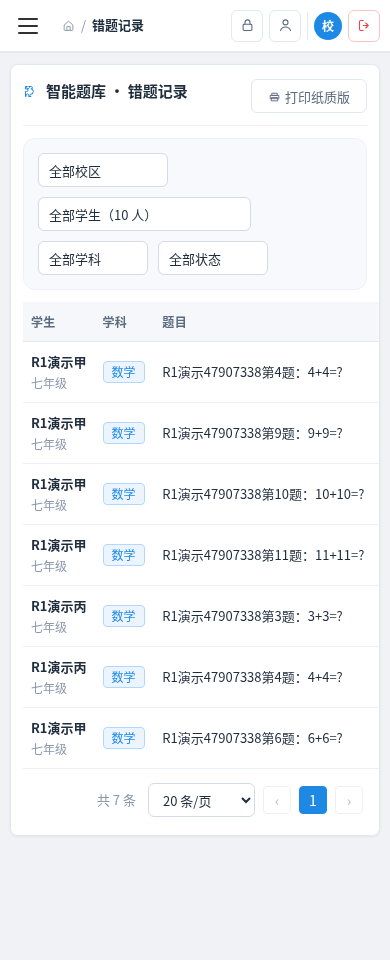 / 错题记录
校
智能题库 · 错题记录
打印纸质版
全部校区
全部学生（10 人）
全部学科 全部状态
学生 学科 题目
R1演示甲
七年级
数学
R1演示47907338第4题：4+4=?
R1演示甲
七年级
数学
R1演示47907338第9题：9+9=?
R1演示甲
七年级
数学
R1演示47907338第10题：10+10=?
R1演示甲
七年级
数学
R1演示47907338第11题：11+11=?
R1演示丙
七年级
数学
R1演示47907338第3题：3+3=?
R1演示丙
七年级
数学
R1演示47907338第4题：4+4=?
R1演示甲
七年级
数学
R1演示47907338第6题：6+6=?
共 7 条 20 条/页 ‹ 1 ›